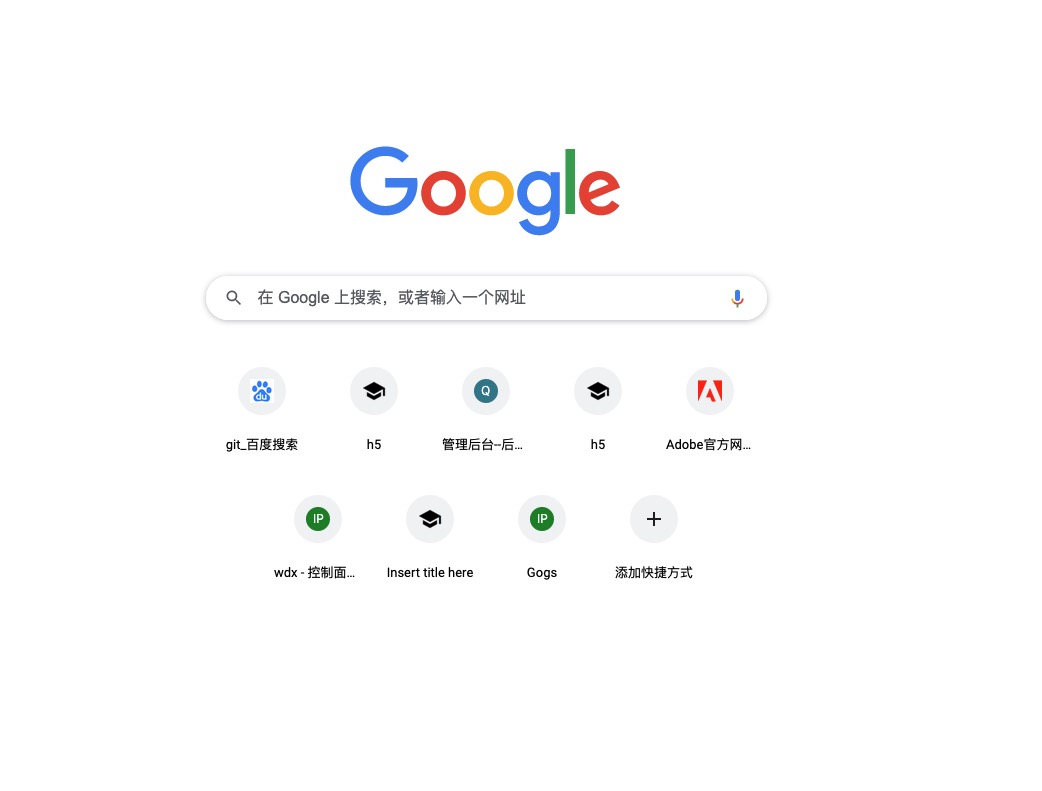 Google
在 Google 上搜索，或者输入一个网址
du
Q
git_百度搜索
h5
管理后台--后...
h5
Adobe官方网...
IP
IP
wdx - 控制面...
Insert title here
Gogs
添加快捷方式